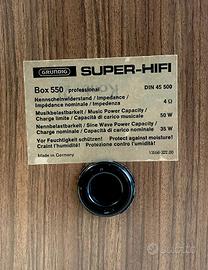 GRUNDIG SUPER-HIFI
Box 550 professional DIN 45 500
Nennscheinwiderstand / Impedance /
Impédance nominale / Impedenza 4 Ω
Musikbelastbarkeit / Music Power Capacity /
Charge limite / Capacità di carico musicale 50 W
Nennbelastbarkeit / Sine Wave Power Capacity /
Charge nominale / Capacità di carico nominale 35 W
Vor Feuchtigkeit schützen! Protect against moisture!
Craint l'humidité! Proteggere contro l'umidità!
Made in Germany
subito